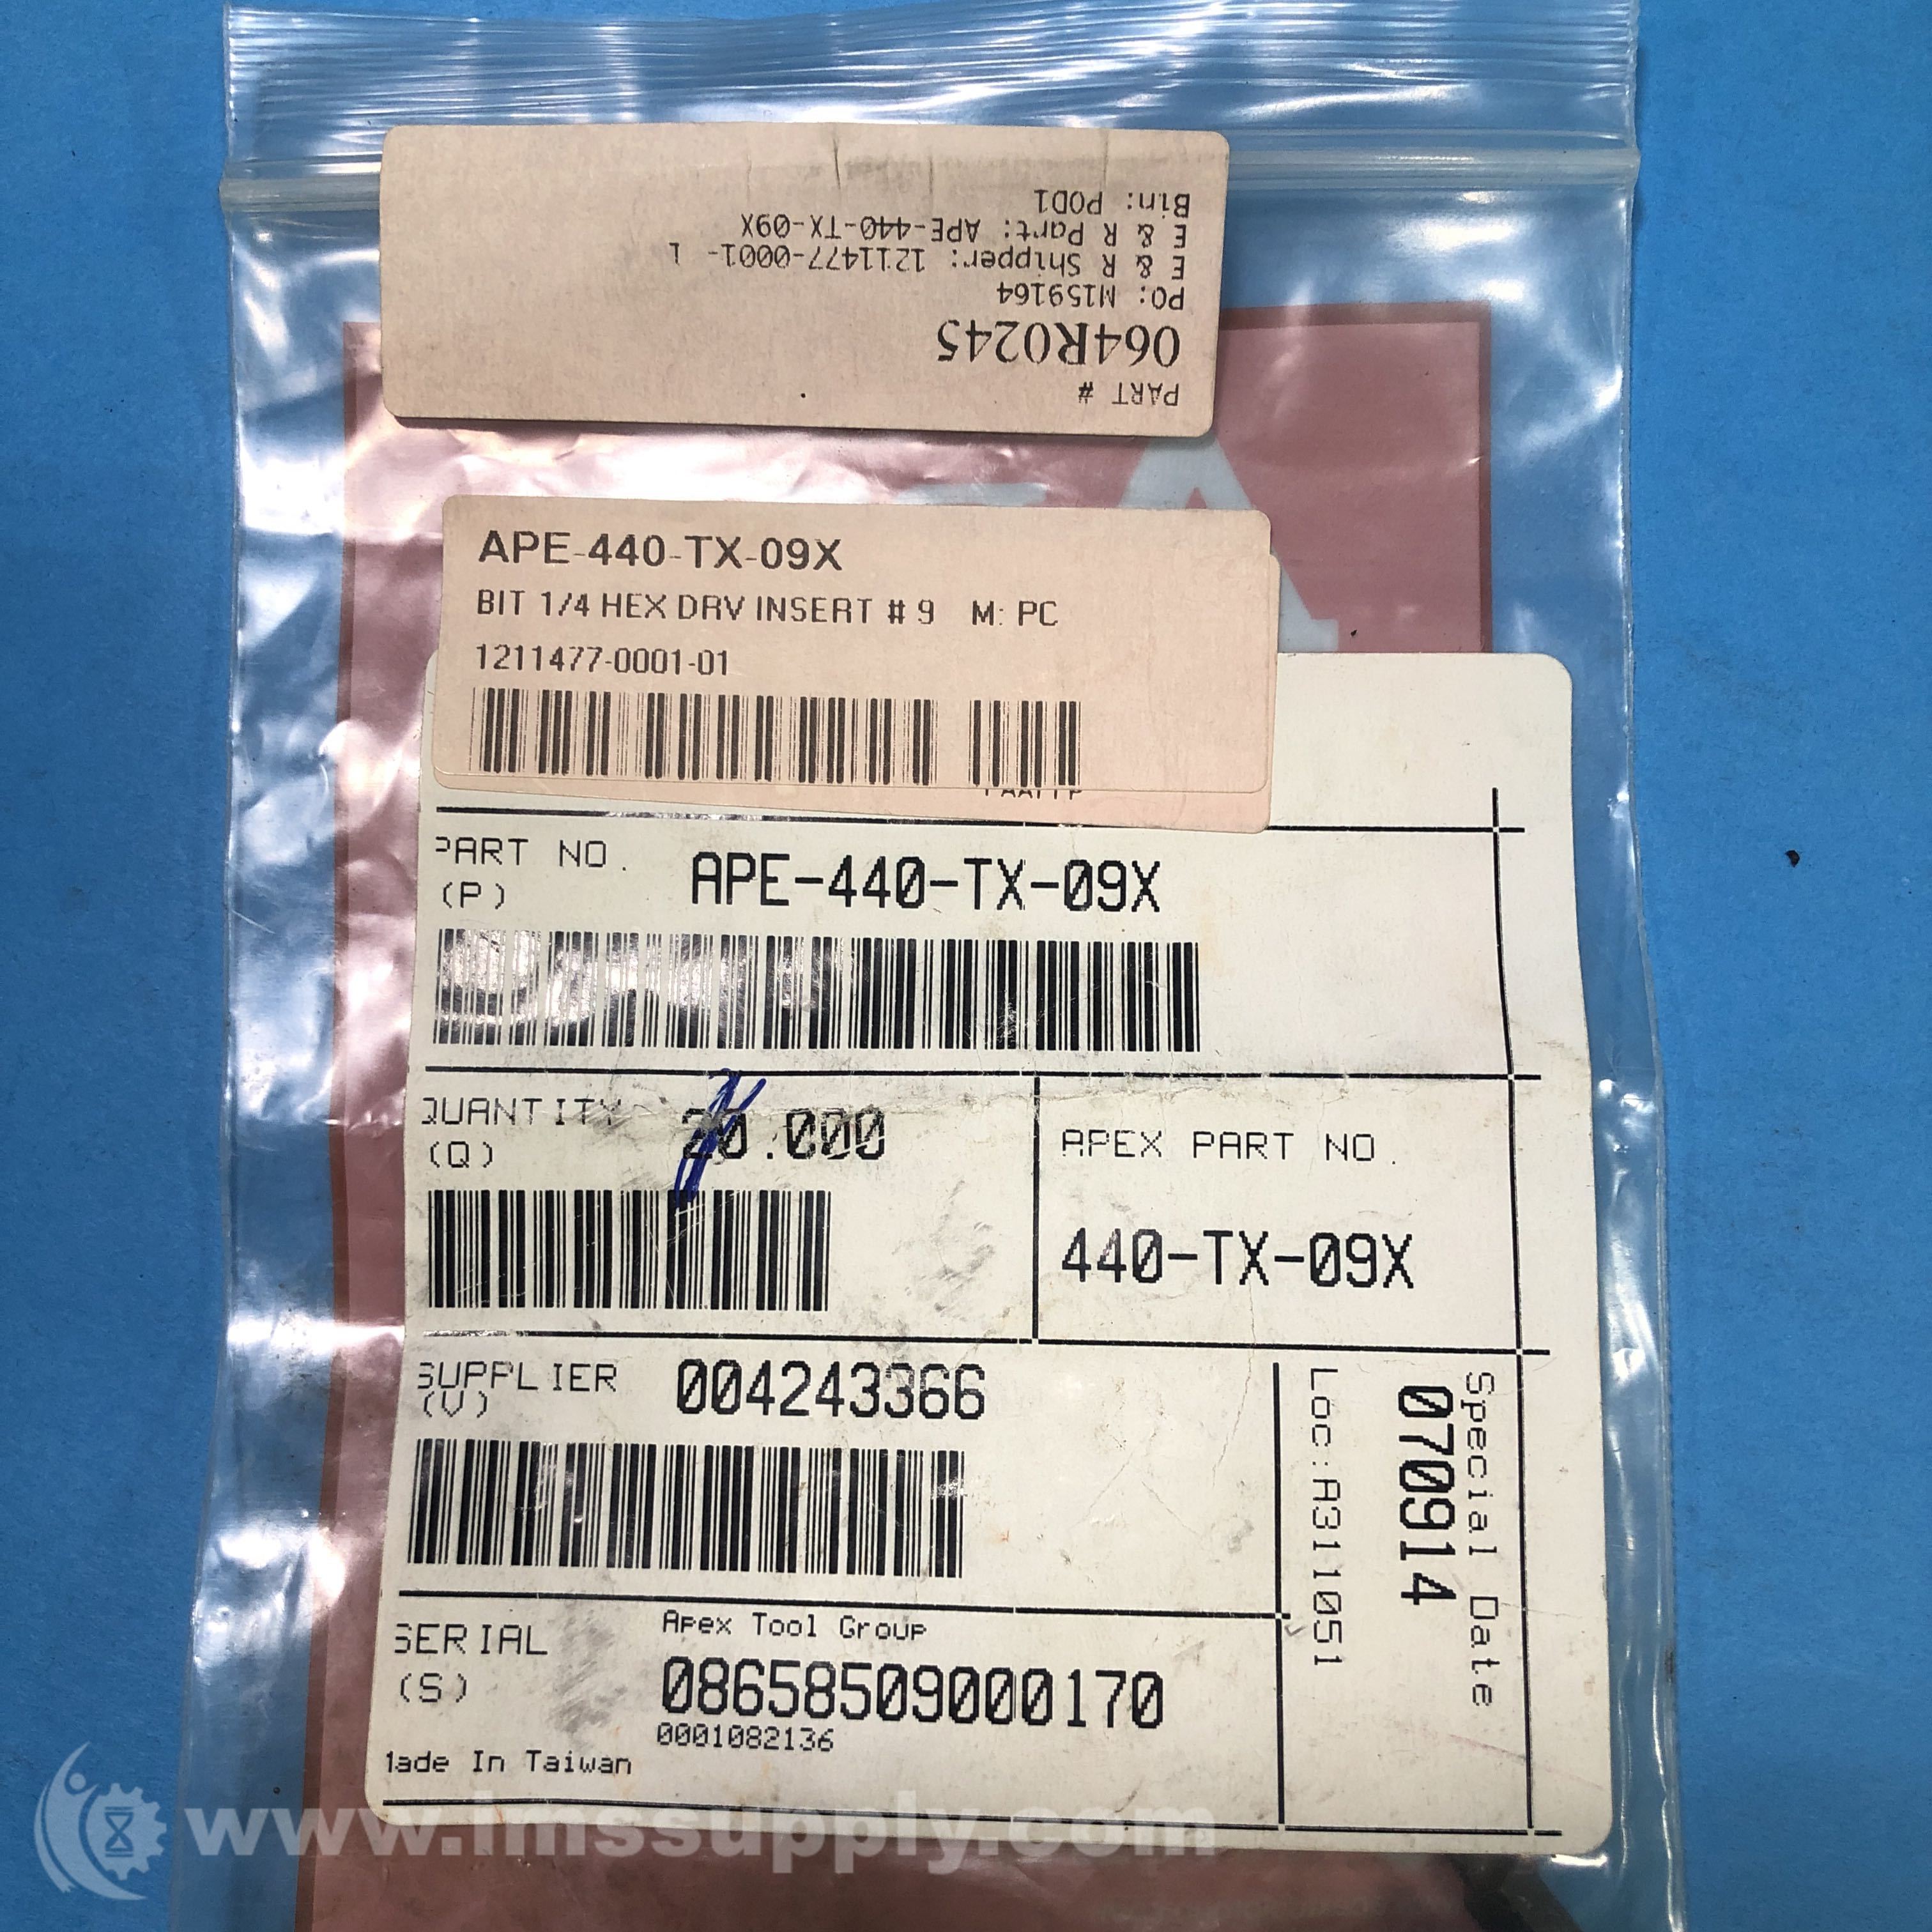 PART #
064R0245
PO: M159164
E & R Shipper: 1211477-0001- 1
E & R Part: APE-440-TX-09X
Bin: POD1
APE-440-TX-09X
BIT 1/4 HEX DRV INSERT # 9 M: PC
1211477-0001-01
PART NO.
(P)
APE-440-TX-09X
QUANTITY
(Q)
20.000
APEX PART NO.
440-TX-09X
SUPPLIER
(V)
004243366
Special Date
070914
Loc:A311051
SERIAL
(S)
Apex Tool Group
08658509000170
0001082136
Made In Taiwan
www.imssupply.com